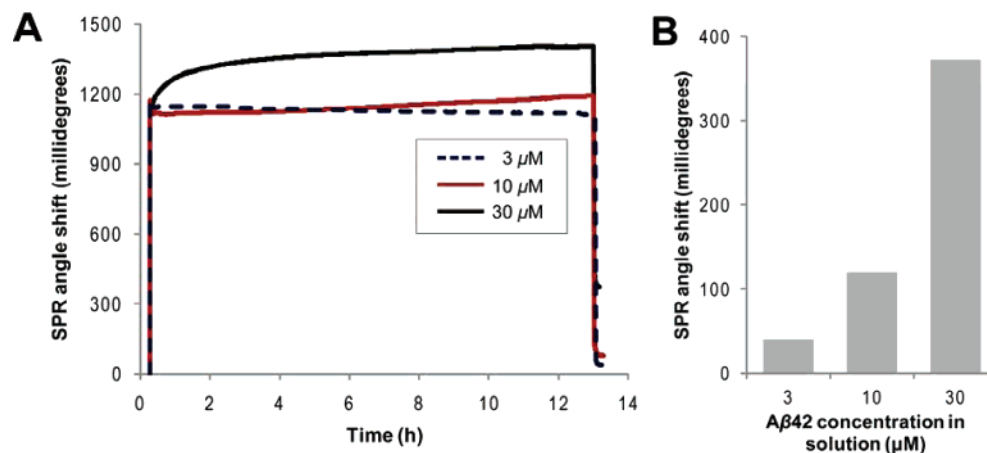 A
SPR angle shift (millidegrees)
1500
1200
900
600
300
0
3 µM
10 µM
30 µM
0 2 4 6 8 10 12 14
Time (h)
B
SPR angle shift (millidegrees)
400
300
200
100
0
3 10 30
Aβ42 concentration in
solution (µM)